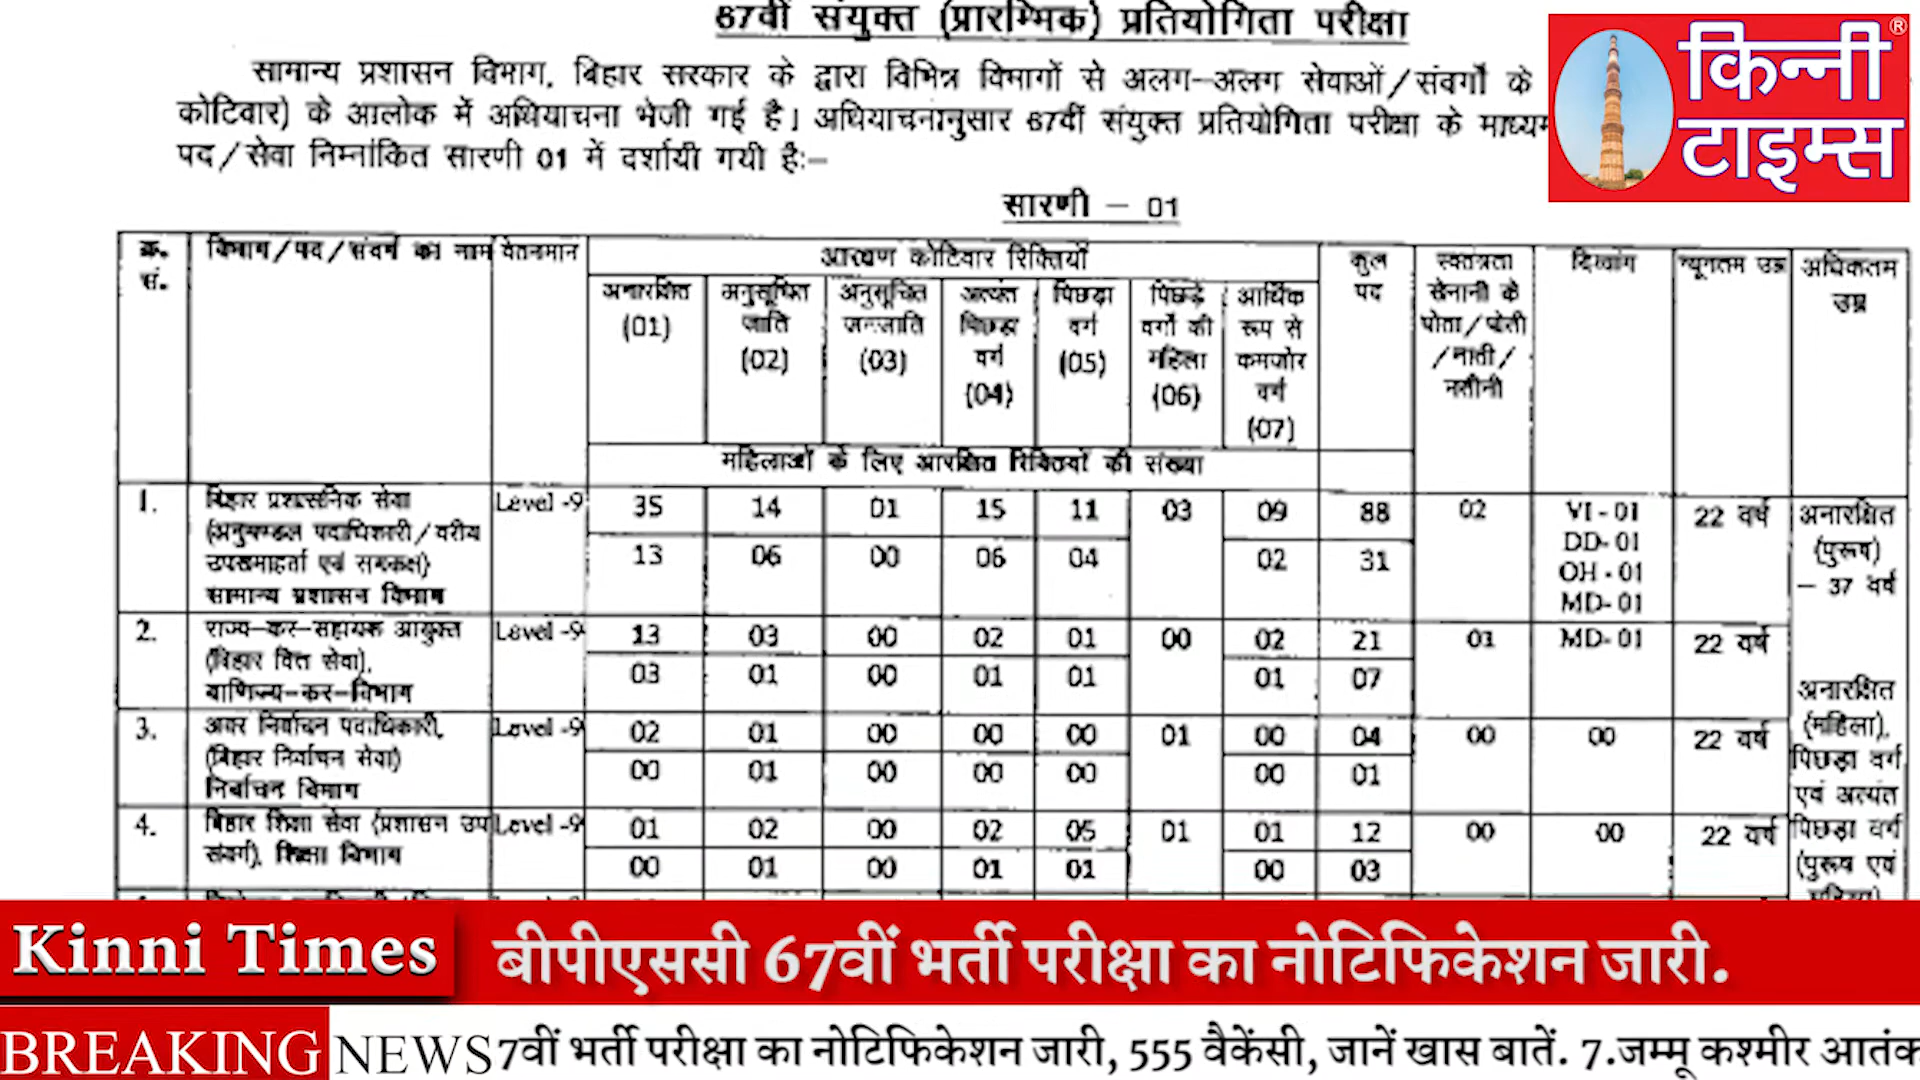 67वीं संयुक्त (प्रारम्भिक) प्रतियोगिता परीक्षा
सामान्य प्रशासन विभाग, बिहार सरकार के द्वारा विभिन्न विभागों से अलग-अलग सेवाओं/संवर्गों के
कोटिवार) के आलोक में अधियाचना भेजी गई है। अधियाचनानुसार 67वीं संयुक्त प्रतियोगिता परीक्षा के माध्यम
पद/सेवा निम्नांकित सारणी 01 में दर्शायी गयी है:-
किन्नी ®
टाइम्स
सारणी - 01
क्र. सं. विभाग/पद/संवर्ग का नाम वेतनमान आरक्षण कोटिवार रिक्तियाँ कुल पद स्वतंत्रता सेनानी के पोता/पोती/नाती/नतीनी दिव्यांग न्यूनतम उम्र अधिकतम उम्र
अनारक्षित (01) अनुसूचित जाति (02) अनुसूचित जनजाति (03) अत्यंत पिछड़ा वर्ग (04) पिछड़ा वर्ग (05) पिछड़े वर्गों की महिला (06) आर्थिक रूप से कमजोर वर्ग (07)
महिलाओं के लिए आरक्षित रिक्तियों की संख्या
1. बिहार प्रशासनिक सेवा Level -9 35 14 01 15 11 03 09 88 02 VI - 01 22 वर्ष अनारक्षित
(अनुमण्डल पदाधिकारी/वरीय DD- 01 (पुरूष)
उपसमाहर्ता एवं समकक्ष) 13 06 00 06 04 02 31 OH - 01 - 37 वर्ष
सामान्य प्रशासन विभाग MD- 01
2. राज्य-कर-सहायक आयुक्त Level -9 13 03 00 02 01 00 02 21 01 MD- 01 22 वर्ष
(बिहार वित्त सेवा), 03 01 00 01 01 01 07
वाणिज्य-कर-विभाग अनारक्षित
3. अवर निर्वाचन पदाधिकारी, Level -9 02 01 00 00 00 01 00 04 00 00 22 वर्ष (महिला),
(बिहार निर्वाचन सेवा) 00 01 00 00 00 00 01 पिछड़ा वर्ग
निर्वाचन विभाग एवं अत्यंत
4. बिहार शिक्षा सेवा (प्रशासन उप Level -9 01 02 00 02 05 01 01 12 00 00 22 वर्ष पिछड़ा वर्ग
संवर्ग), शिक्षा विभाग 00 01 00 01 01 00 03 (पुरूष एवं
Kinni Times
बीपीएससी 67वीं भर्ती परीक्षा का नोटिफिकेशन जारी.
BREAKING NEWS 7वीं भर्ती परीक्षा का नोटिफिकेशन जारी, 555 वैकेंसी, जानें खास बातें. 7.जम्मू कश्मीर आतंक